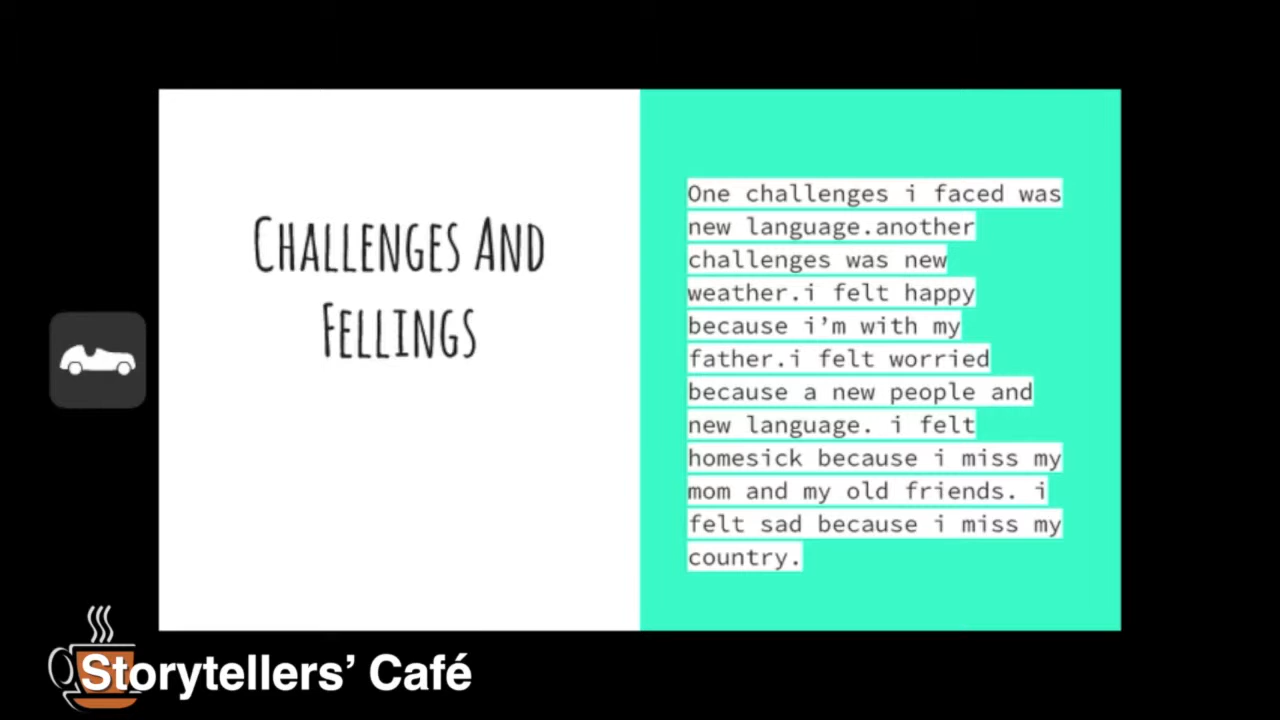 CHALLENGES AND
FELLINGS
One challenges i faced was
new language.another
challenges was new
weather.i felt happy
because i’m with my
father.i felt worried
because a new people and
new language. i felt
homesick because i miss my
mom and my old friends. i
felt sad because i miss my
country.
Storytellers’ Café